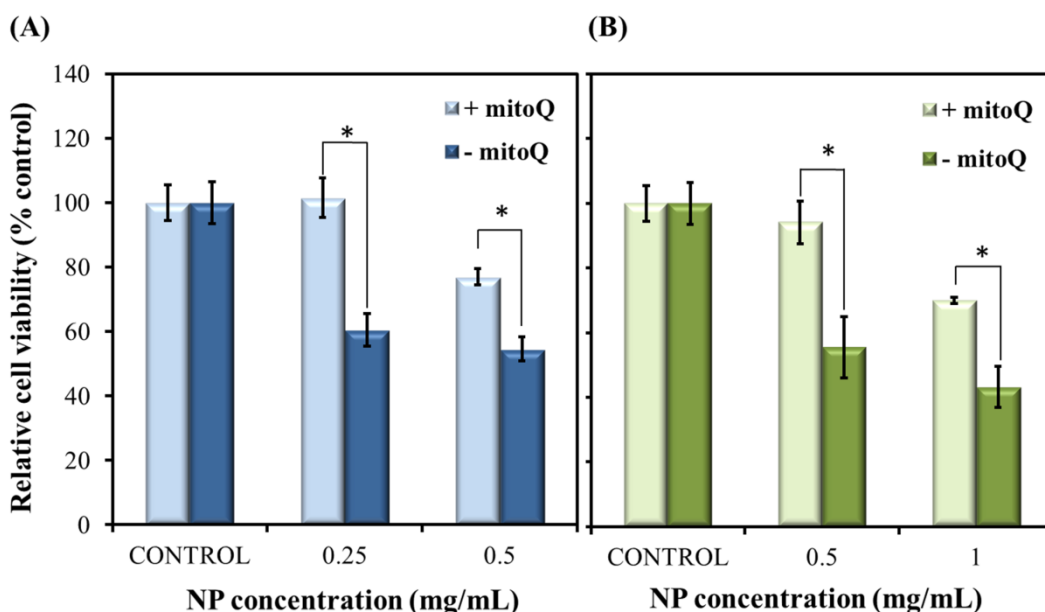 (A)
(B)
Relative cell viability (% control)
140
120
100
80
60
40
20
0
+ mitoQ
- mitoQ
*
*
CONTROL 0.25 0.5
NP concentration (mg/mL)
+ mitoQ
- mitoQ
*
*
CONTROL 0.5 1
NP concentration (mg/mL)